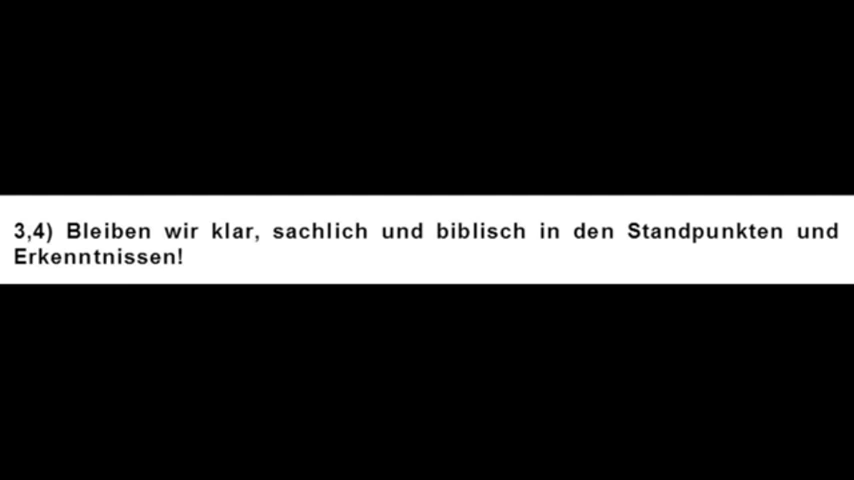 3,4) Bleiben wir klar, sachlich und biblisch in den Standpunkten und
Erkenntnissen!